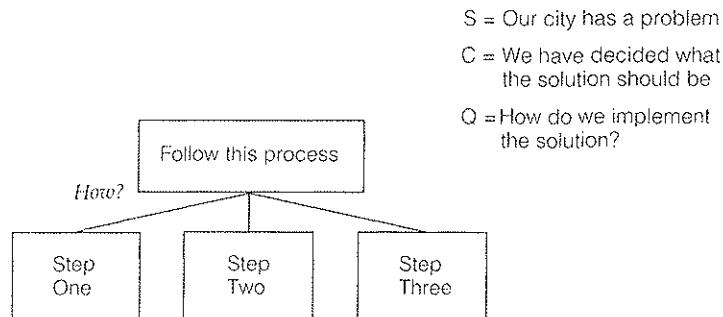 S = Our city has a problem
C = We have decided what
the solution should be
Q = How do we implement
the solution?
Follow this process
How?
Step
One
Step
Two
Step
Three